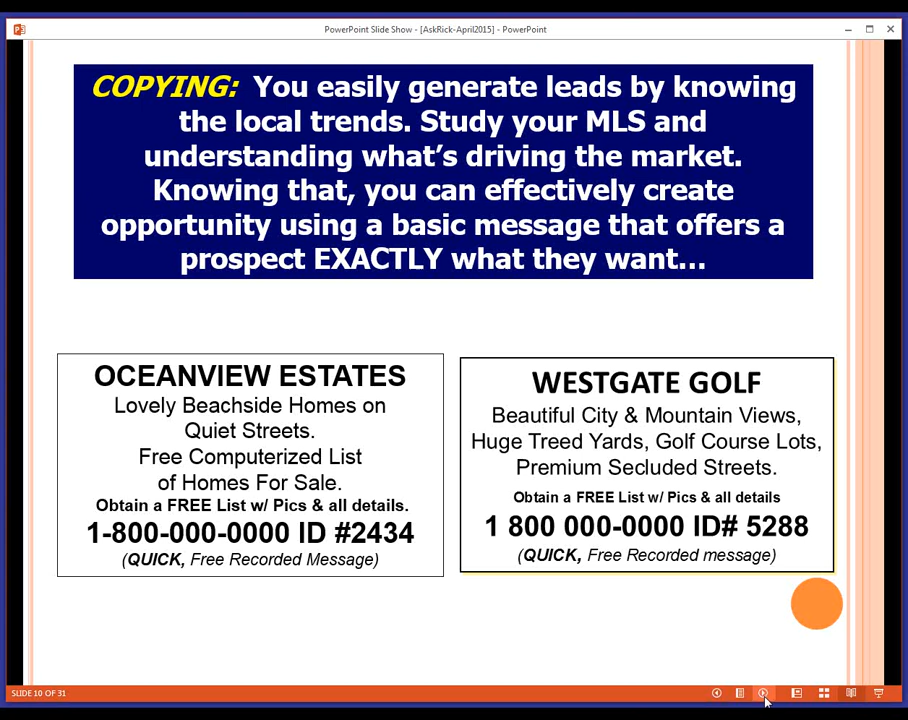 PowerPoint Slide Show - [AskRick-April2015] - PowerPoint
COPYING: You easily generate leads by knowing
the local trends. Study your MLS and
understanding what's driving the market.
Knowing that, you can effectively create
opportunity using a basic message that offers a
prospect EXACTLY what they want...
OCEANVIEW ESTATES
Lovely Beachside Homes on
Quiet Streets.
Free Computerized List
of Homes For Sale.
Obtain a FREE List w/ Pics & all details.
1-800-000-0000 ID #2434
(QUICK, Free Recorded Message)
WESTGATE GOLF
Beautiful City & Mountain Views,
Huge Treed Yards, Golf Course Lots,
Premium Secluded Streets.
Obtain a FREE List w/ Pics & all details
1 800 000-0000 ID# 5288
(QUICK, Free Recorded message)
SLIDE 10 OF 31